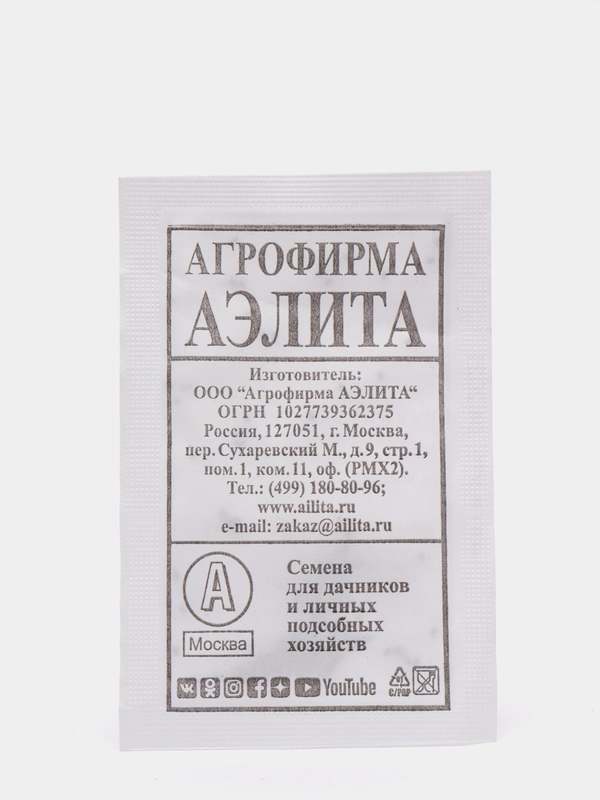 АГРОФИРМА
АЭЛИТА
Изготовитель:
ООО “Агрофирма АЭЛИТА“
ОГРН 1027739362375
Россия, 127051, г. Москва,
пер. Сухаревский М., д. 9, стр. 1,
пом. 1, ком. 11, оф. (РМХ2).
Тел.: (499) 180-80-96;
www.ailita.ru
e-mail: zakaz@ailita.ru
А
Москва
Семена
для дачников
и личных
подсобных
хозяйств
YouTube
C/PAP